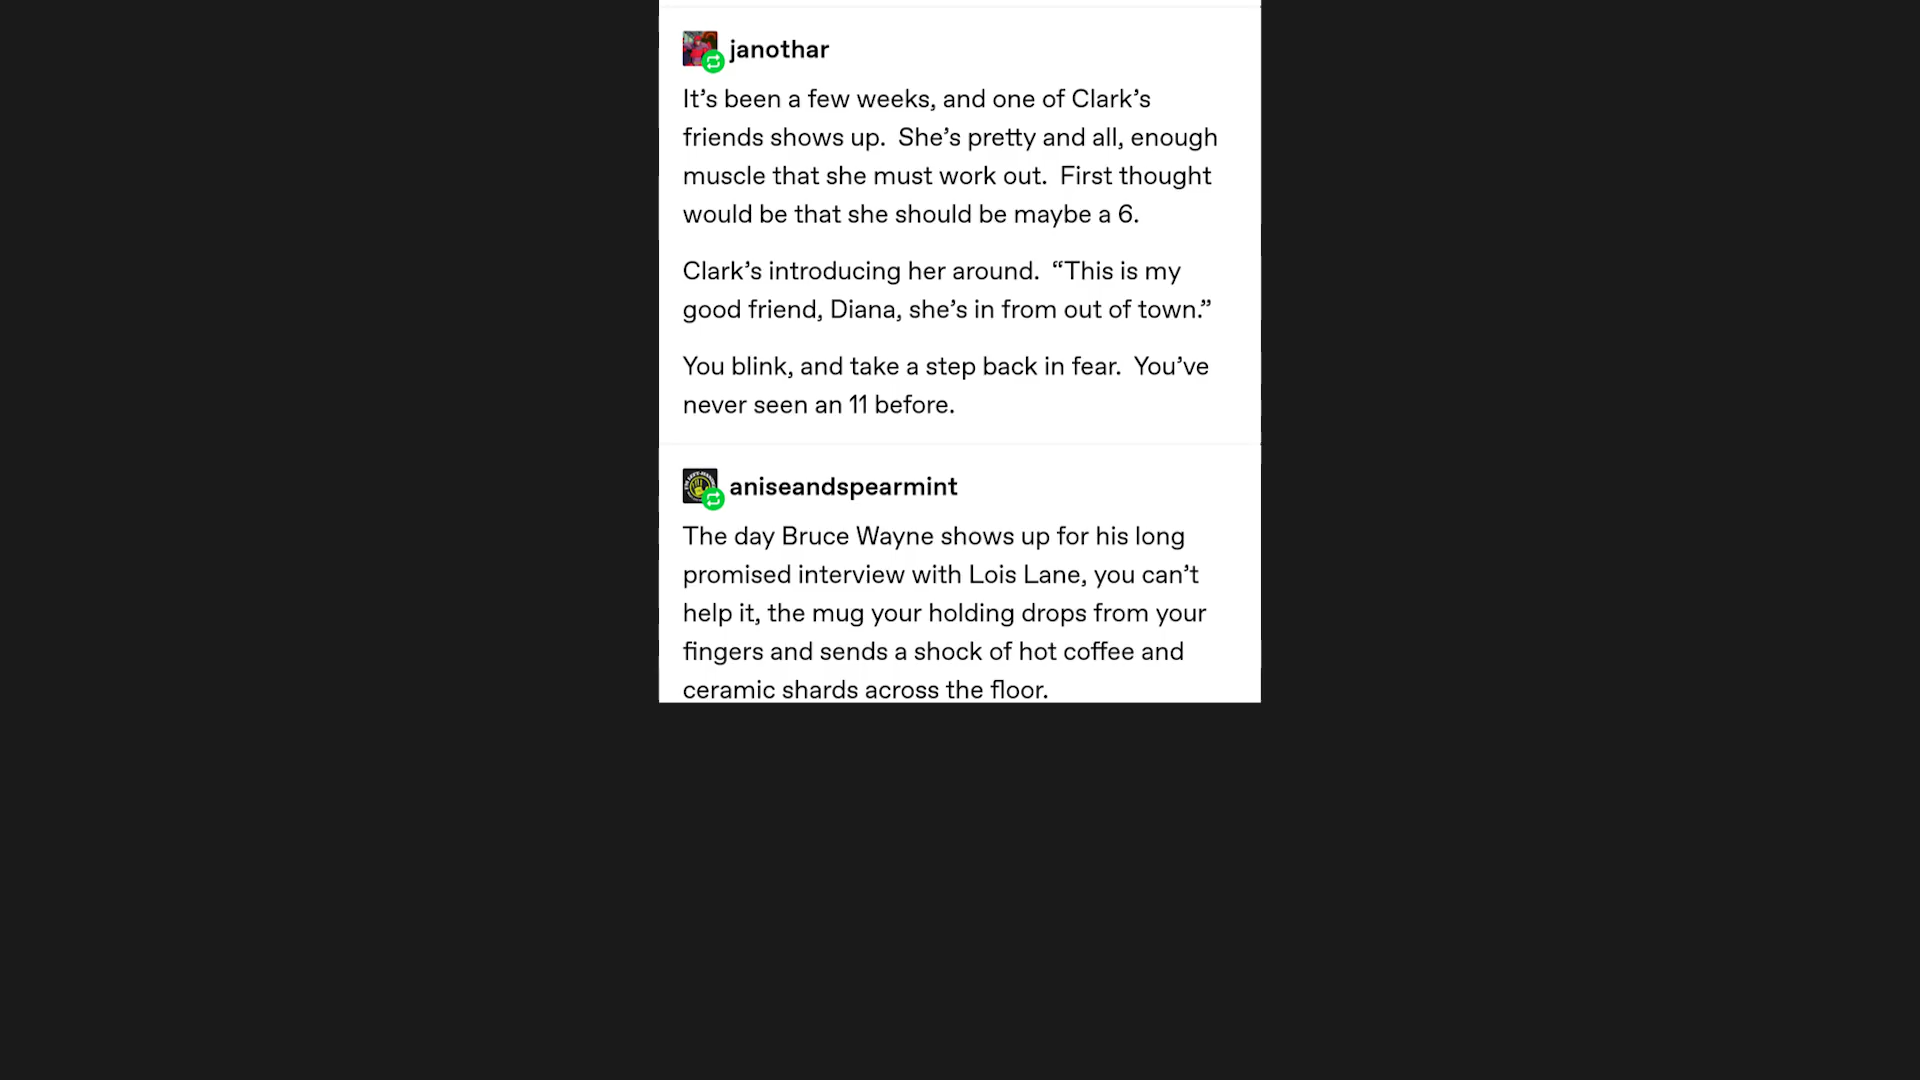 janothar
It’s been a few weeks, and one of Clark’s
friends shows up.  She’s pretty and all, enough
muscle that she must work out.  First thought
would be that she should be maybe a 6.
Clark’s introducing her around.  “This is my
good friend, Diana, she’s in from out of town.”
You blink, and take a step back in fear.  You’ve
never seen an 11 before.
aniseandspearmint
The day Bruce Wayne shows up for his long
promised interview with Lois Lane, you can’t
help it, the mug your holding drops from your
fingers and sends a shock of hot coffee and
ceramic shards across the floor.